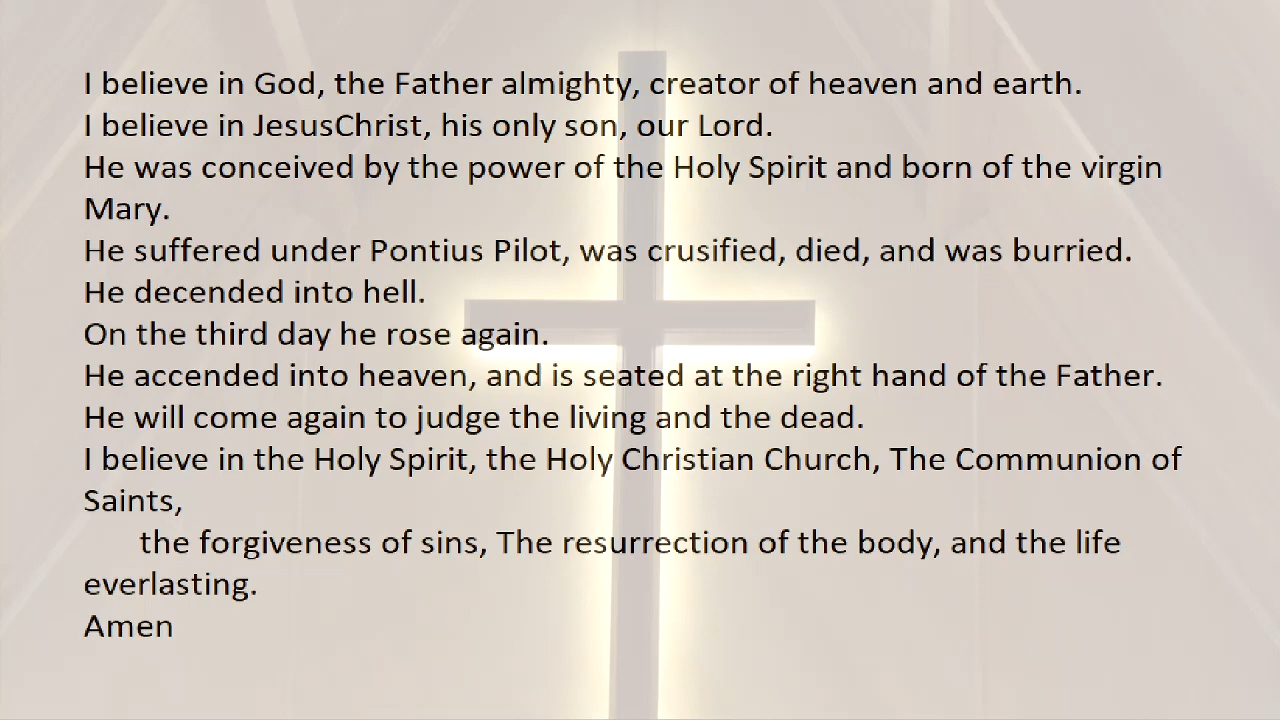 I believe in God, the Father almighty, creator of heaven and earth.
I believe in JesusChrist, his only son, our Lord.
He was conceived by the power of the Holy Spirit and born of the virgin
Mary.
He suffered under Pontius Pilot, was crusified, died, and was burried.
He decended into hell.
On the third day he rose again.
He accended into heaven, and is seated at the right hand of the Father.
He will come again to judge the living and the dead.
I believe in the Holy Spirit, the Holy Christian Church, The Communion of
Saints,
the forgiveness of sins, The resurrection of the body, and the life
everlasting.
Amen